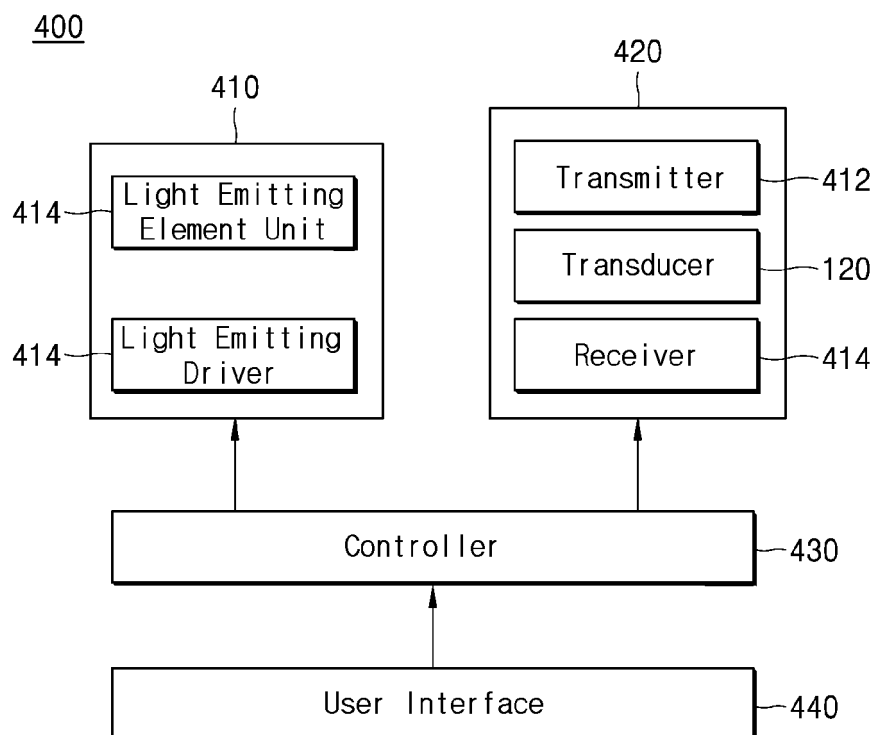 400
410
420
414
Light Emitting
Element Unit
414
Light Emitting
Driver
Transmitter
412
Transducer
120
Receiver
414
Controller
430
User Interface
440